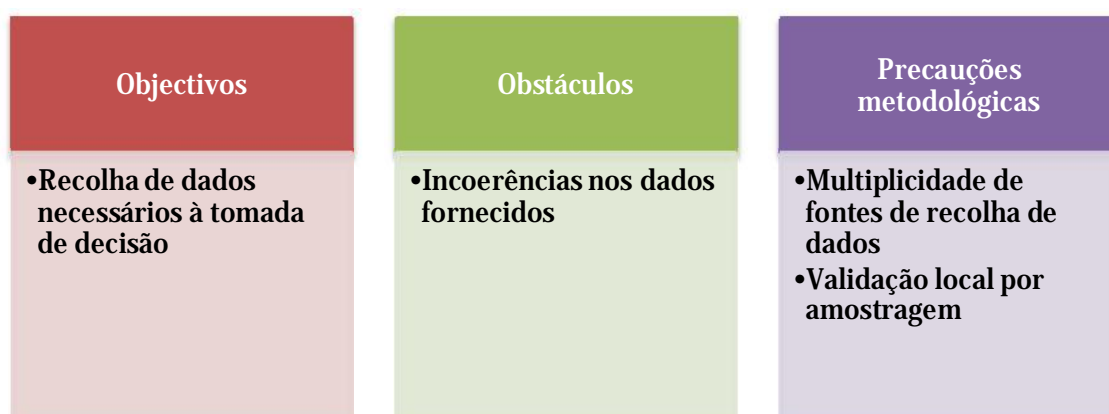 Objectivos
•Recolha de dados
necessários à tomada
de decisão
Obstáculos
•Incoerências nos dados
fornecidos
Precauções
metodológicas
•Multiplicidade de
fontes de recolha de
dados
•Validação local por
amostragem